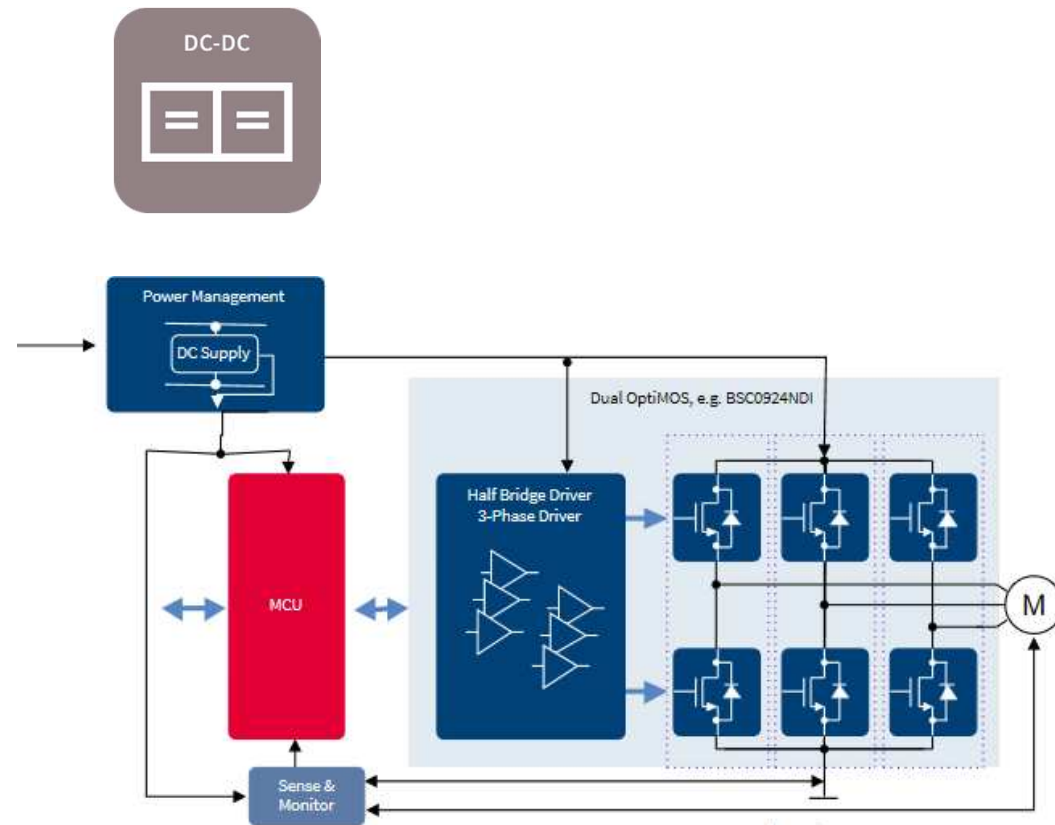 DC-DC
Power Management
DC Supply
Dual OptiMOS, e.g. BSC0924NDI
Half Bridge Driver
3-Phase Driver
MCU
M
Sense &
Monitor